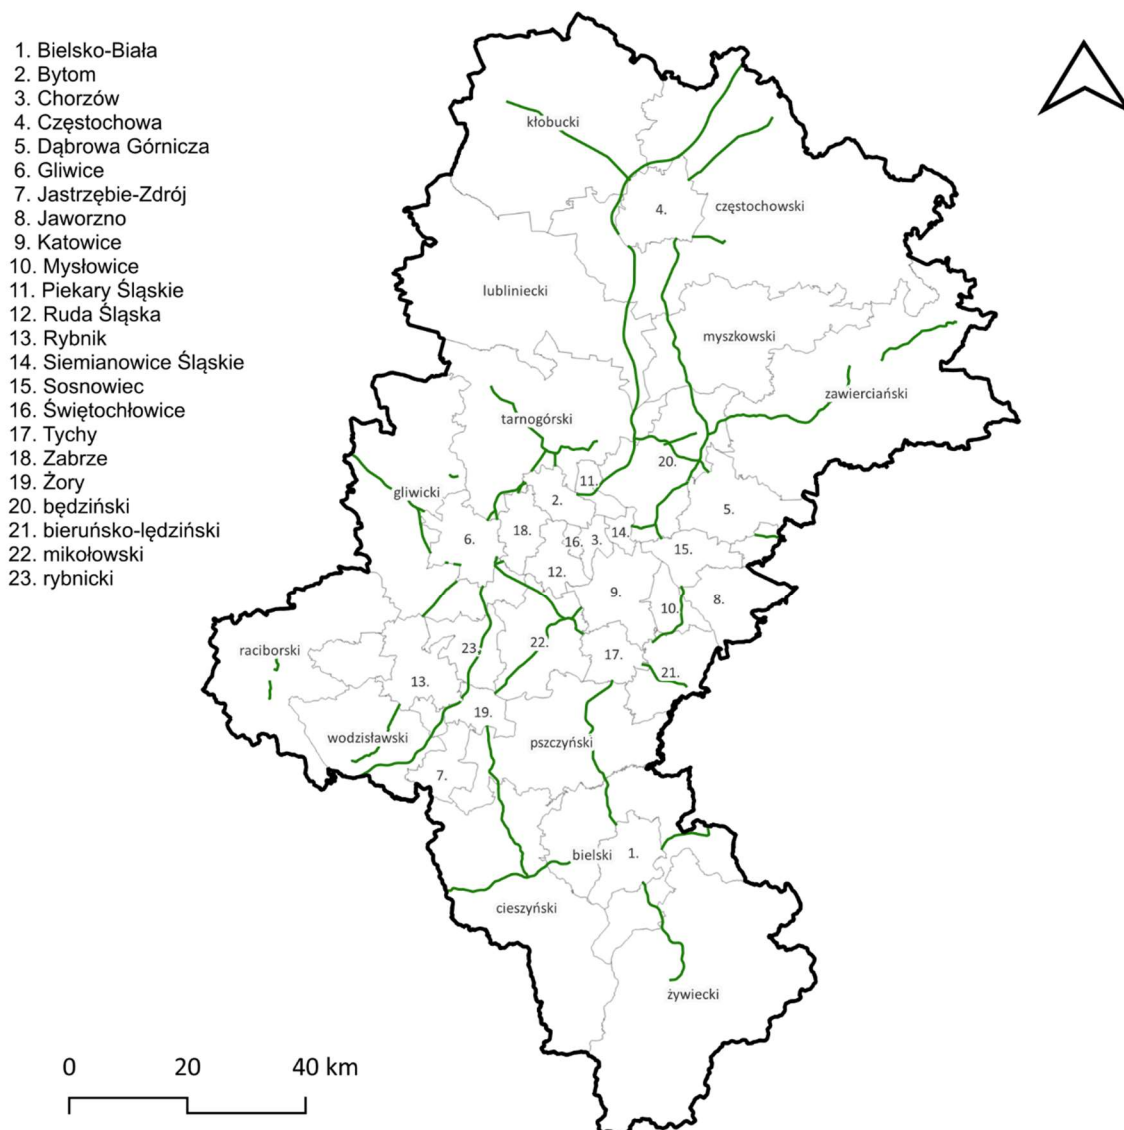 1. Bielsko-Biała
2. Bytom
3. Chorzów
4. Częstochowa
5. Dąbrowa Górnicza
6. Gliwice
7. Jastrzębie-Zdrój
8. Jaworzno
9. Katowice
10. Mysłowice
11. Piekary Śląskie
12. Ruda Śląska
13. Rybnik
14. Siemianowice Śląskie
15. Sosnowiec
16. Świętochłowice
17. Tychy
18. Zabrze
19. Żory
20. będziński
21. bieruńsko-lędziński
22. mikołowski
23. rybnicki
kłobucki
4.
częstochowski
lubliniecki
myszkowski
zawierciański
tarnogórski
20.
11.
gliwicki
2.
5.
18.
6.
16.
3.
14.
15.
12.
9.
10.
8.
raciborski
23.
22.
17.
21.
13.
19.
wodzisławski
pszczyński
7.
bielski
1.
cieszyński
żywiecki
0 20 40 km